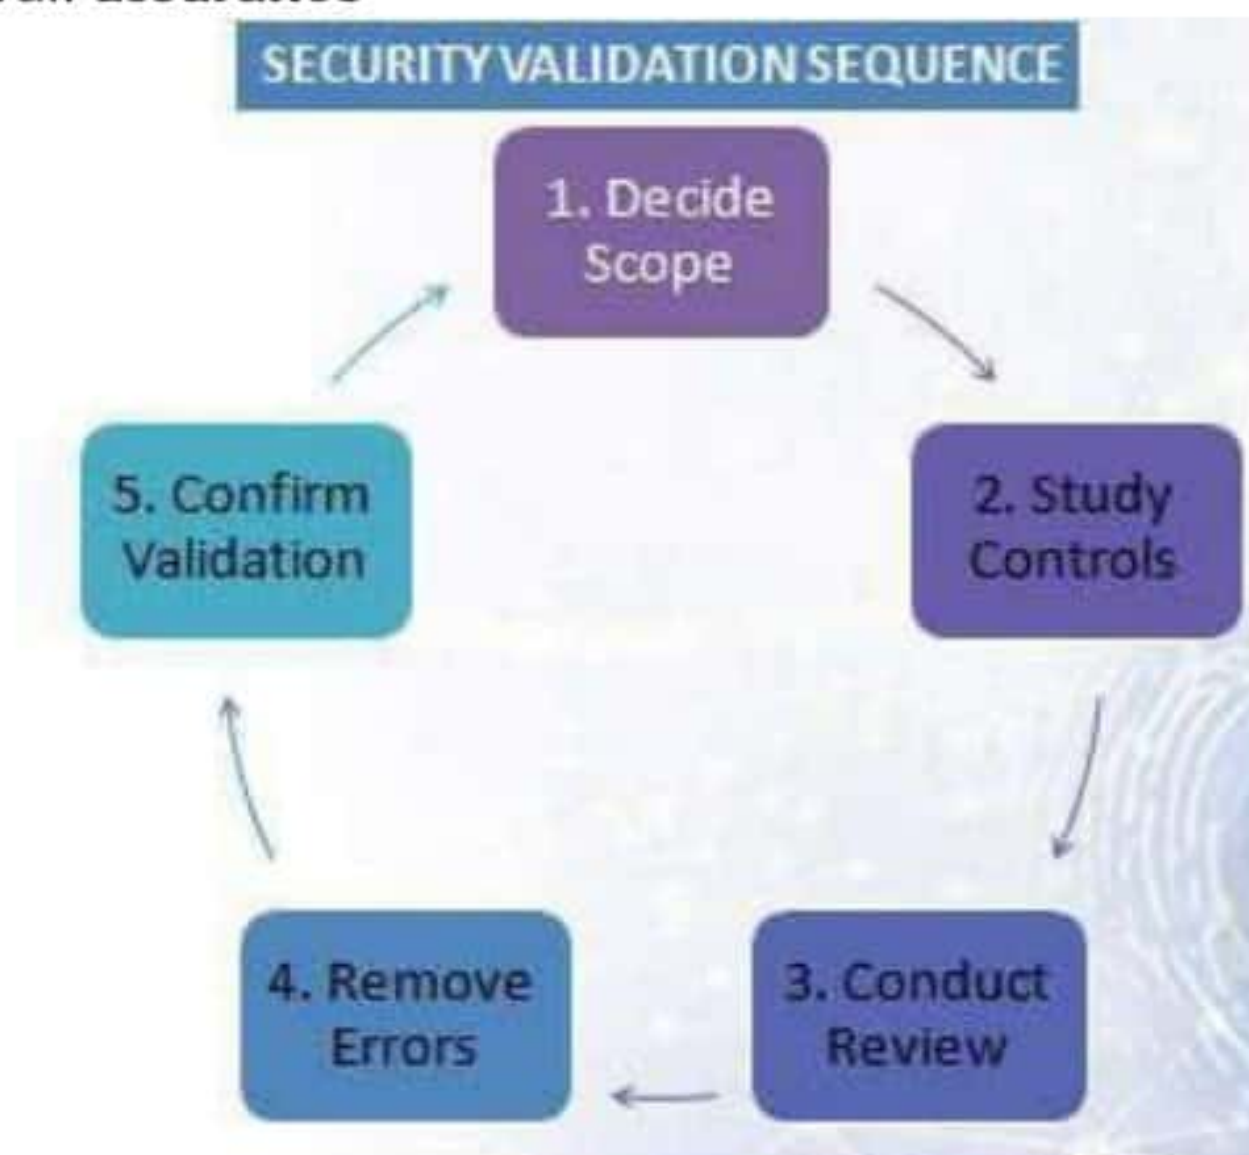 SECURITY VALIDATION SEQUENCE
1. Decide
Scope
2. Study
Controls
3. Conduct
Review
4. Remove
Errors
5. Confirm
Validation